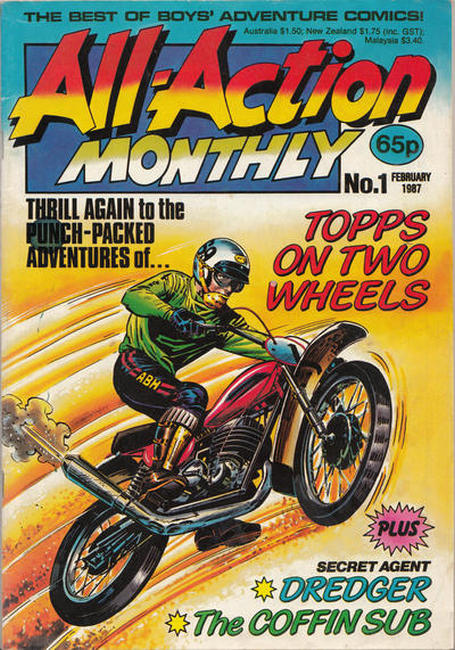 THE BEST OF BOYS' ADVENTURE COMICS!
Australia $1.50; New Zealand $1.75 (inc. GST);
Malaysia $3.40.
All-Action
MONTHLY
65p
No.1 FEBRUARY
1987
THRILL AGAIN to the
PUNCH-PACKED
ADVENTURES of...
TOPPS
ON TWO
WHEELS
ABH
PLUS
SECRET AGENT
DREDGER
The COFFIN SUB